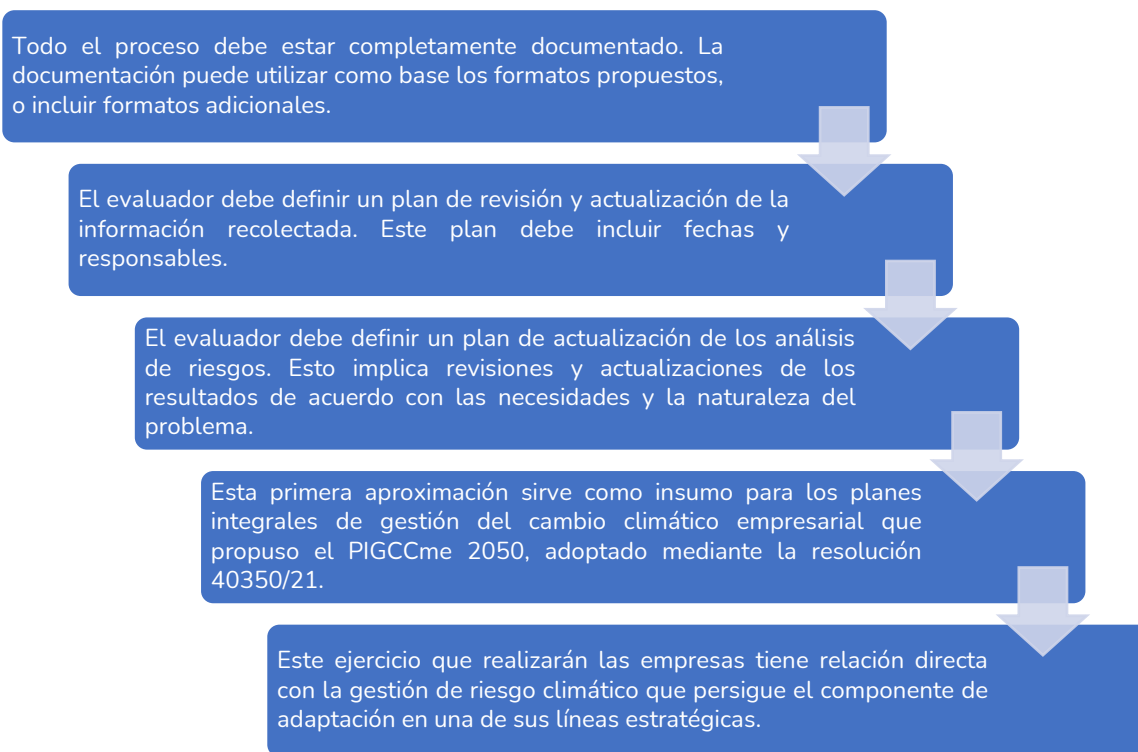 Todo el proceso debe estar completamente documentado. La
documentación puede utilizar como base los formatos propuestos,
o incluir formatos adicionales.
El evaluador debe definir un plan de revisión y actualización de la
información recolectada. Este plan debe incluir fechas y
responsables.
El evaluador debe definir un plan de actualización de los análisis
de riesgos. Esto implica revisiones y actualizaciones de los
resultados de acuerdo con las necesidades y la naturaleza del
problema.
Esta primera aproximación sirve como insumo para los planes
integrales de gestión del cambio climático empresarial que
propuso el PIGCCme 2050, adoptado mediante la resolución
40350/21.
Este ejercicio que realizarán las empresas tiene relación directa
con la gestión de riesgo climático que persigue el componente de
adaptación en una de sus líneas estratégicas.